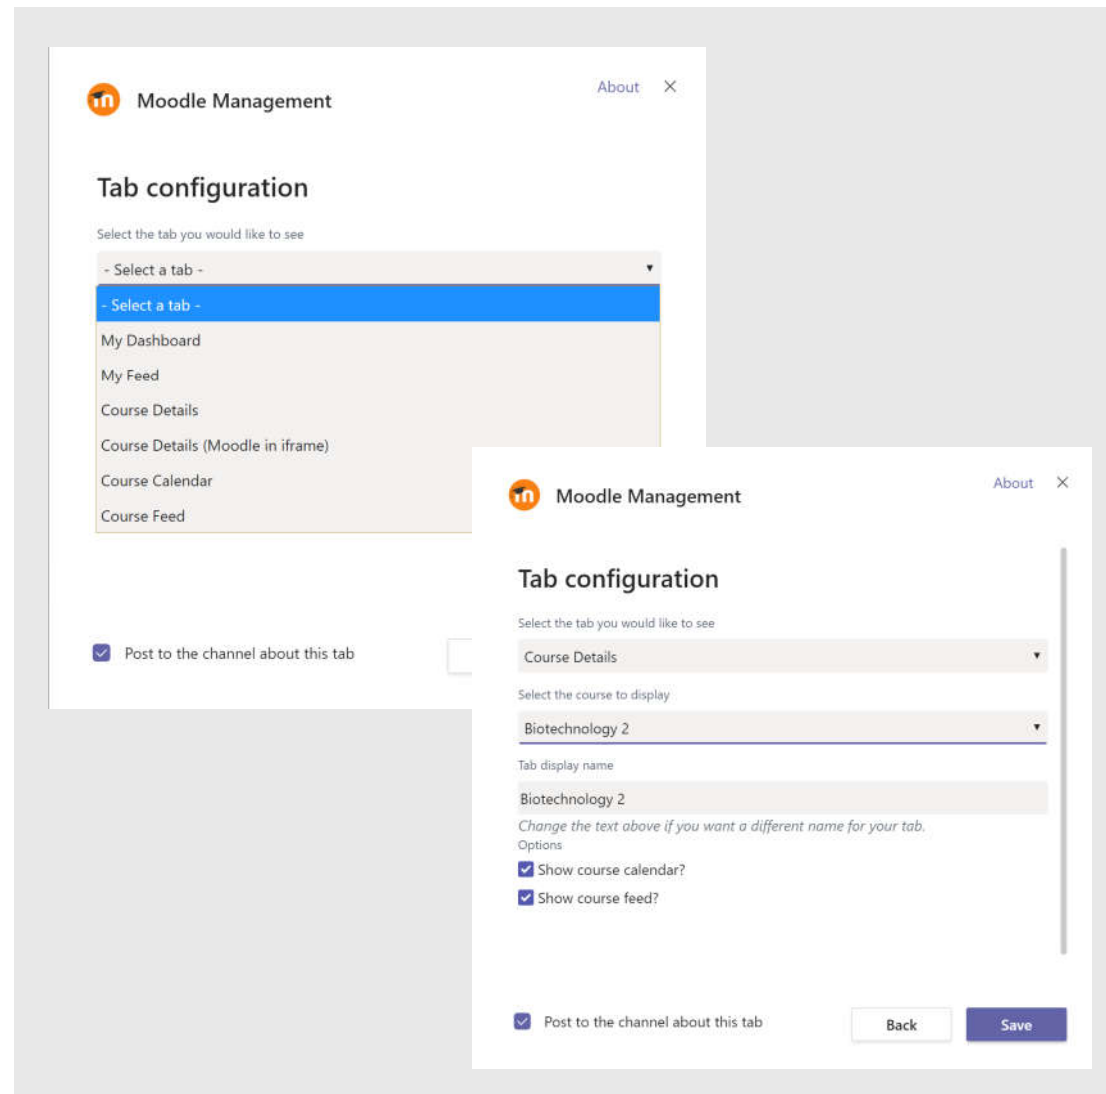 Moodle Management
About
Tab configuration
Select the tab you would like to see
- Select a tab -
- Select a tab -
My Dashboard
My Feed
Course Details
Course Details (Moodle in iframe)
Course Calendar
Course Feed
Post to the channel about this tab
Moodle Management
About
Tab configuration
Select the tab you would like to see
Course Details
Select the course to display
Biotechnology 2
Tab display name
Biotechnology 2
Change the text above if you want a different name for your tab.
Options
Show course calendar?
Show course feed?
Post to the channel about this tab
Back
Save